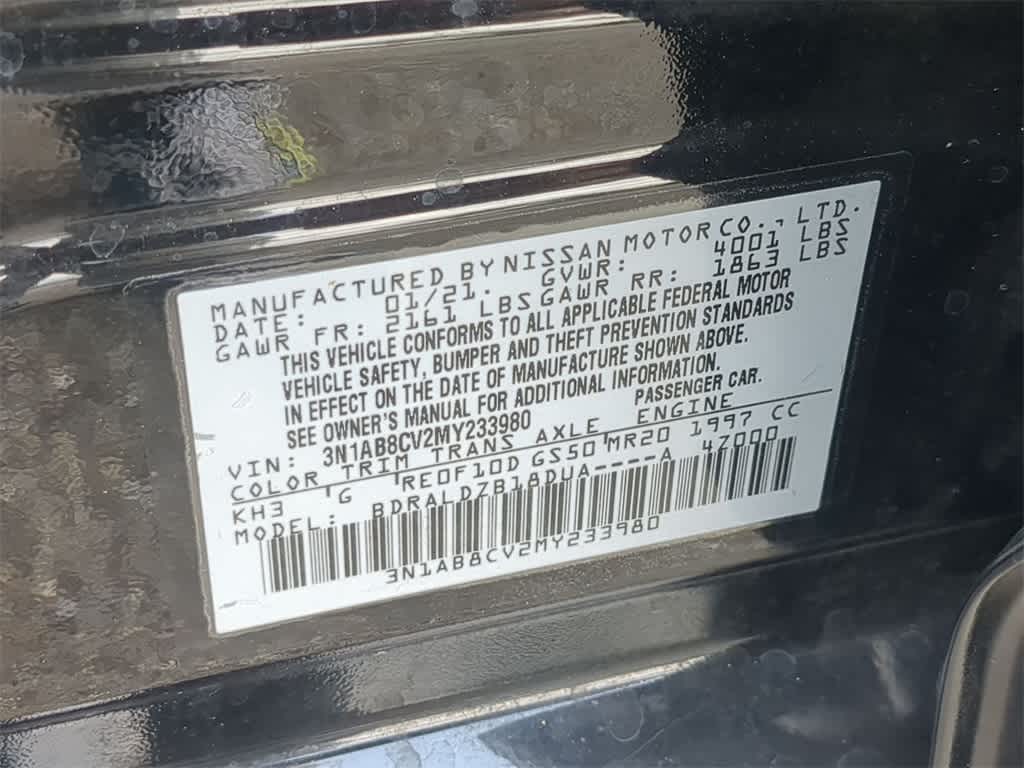 MANUFACTURED BY NISSAN MOTOR CO., LTD.
DATE: 01/21. GVWR: 4001 LBS
GAWR FR: 2161 LBS GAWR RR: 1863 LBS
THIS VEHICLE CONFORMS TO ALL APPLICABLE FEDERAL MOTOR
VEHICLE SAFETY, BUMPER AND THEFT PREVENTION STANDARDS
IN EFFECT ON THE DATE OF MANUFACTURE SHOWN ABOVE.
SEE OWNER'S MANUAL FOR ADDITIONAL INFORMATION.
VIN: 3N1AB8CV2MY233980 PASSENGER CAR.
COLOR TRIM TRANS AXLE ENGINE
KH3 G RE0F10D GS50 MR20 1997 CC
MODEL: BDRALDZB18DUA----A 4Z000
3N1AB8CV2MY233980